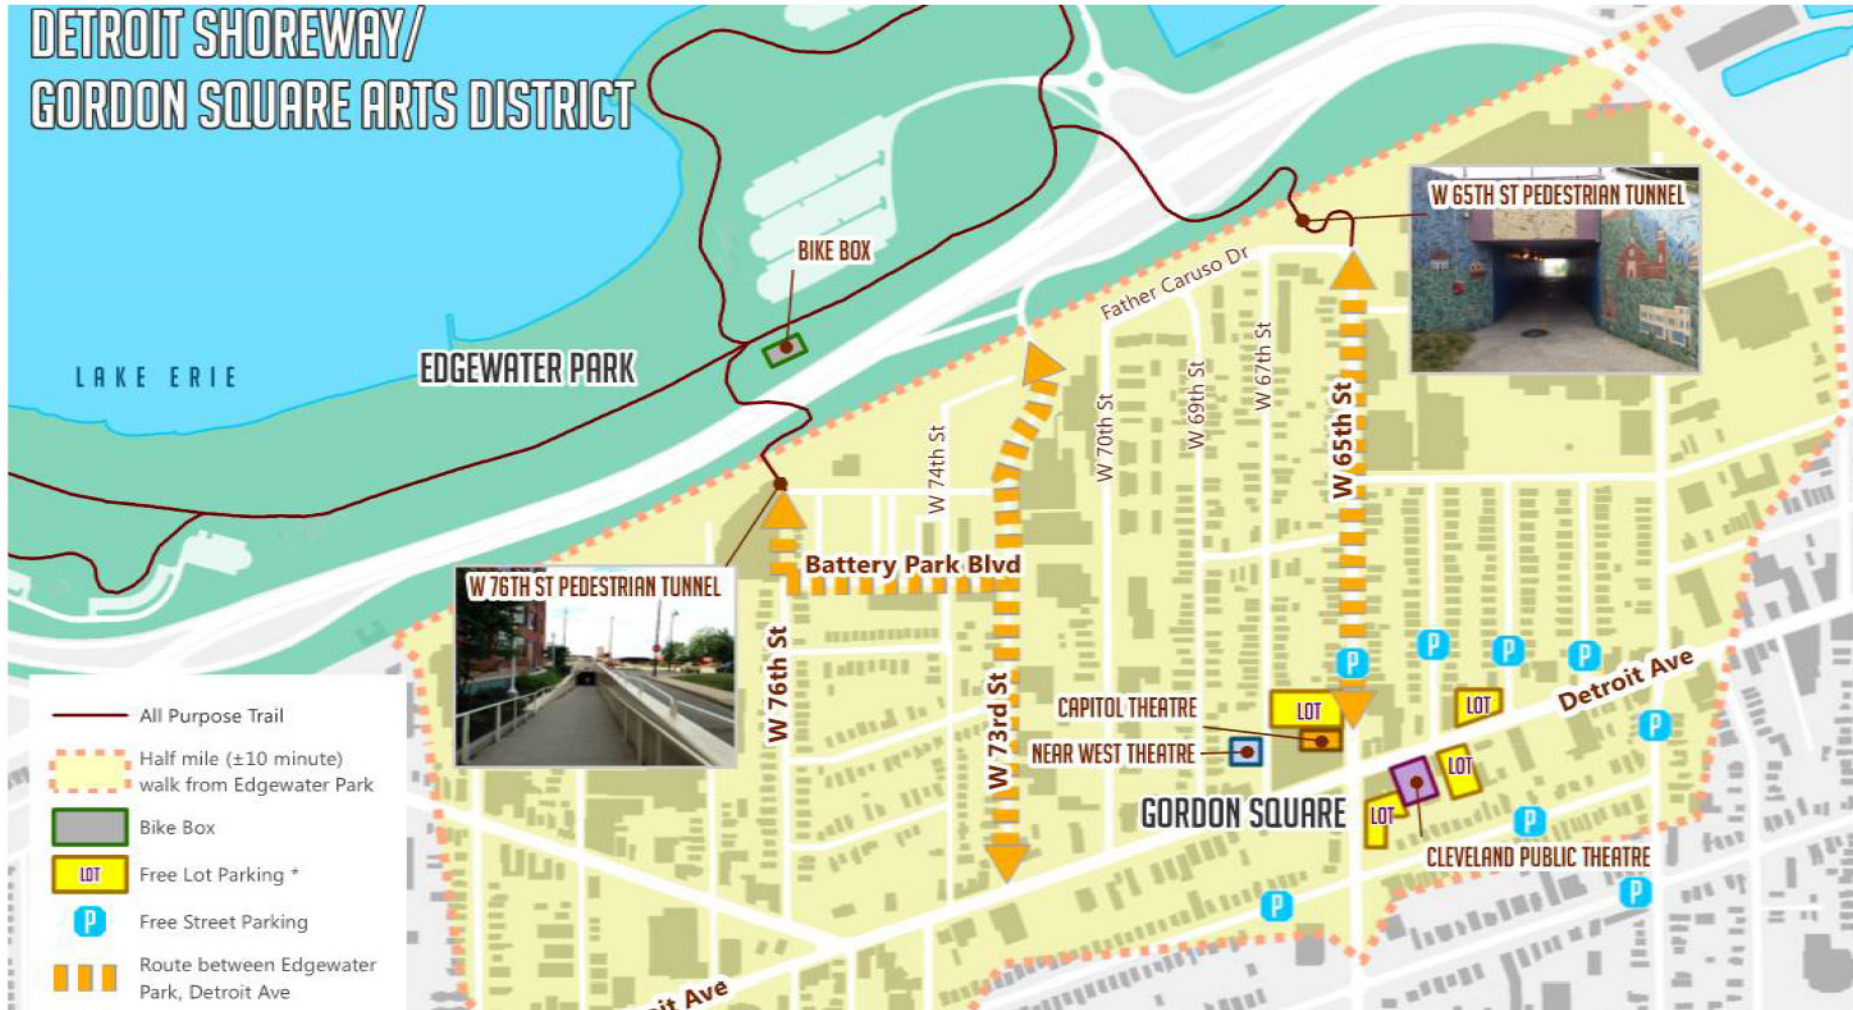 DETROIT SHOREWAY/
GORDON SQUARE ARTS DISTRICT
W 65TH ST PEDESTRIAN TUNNEL
BIKE BOX
Father Caruso Dr
EDGEWATER PARK
LAKE ERIE
W 74th St
W 70th St
W 69th St
W 67th St
W 65th St
Battery Park Blvd
W 76TH ST PEDESTRIAN TUNNEL
W 76th St
W 73rd St
P
P
P
P
Detroit Ave
CAPITOL THEATRE
LOT
LOT
NEAR WEST THEATRE
P
LOT
GORDON SQUARE
LOT
P
CLEVELAND PUBLIC THEATRE
P
P
All Purpose Trail
Half mile (±10 minute)
walk from Edgewater Park
Bike Box
LOT
Free Lot Parking *
P
Free Street Parking
Route between Edgewater
Park, Detroit Ave
oit Ave